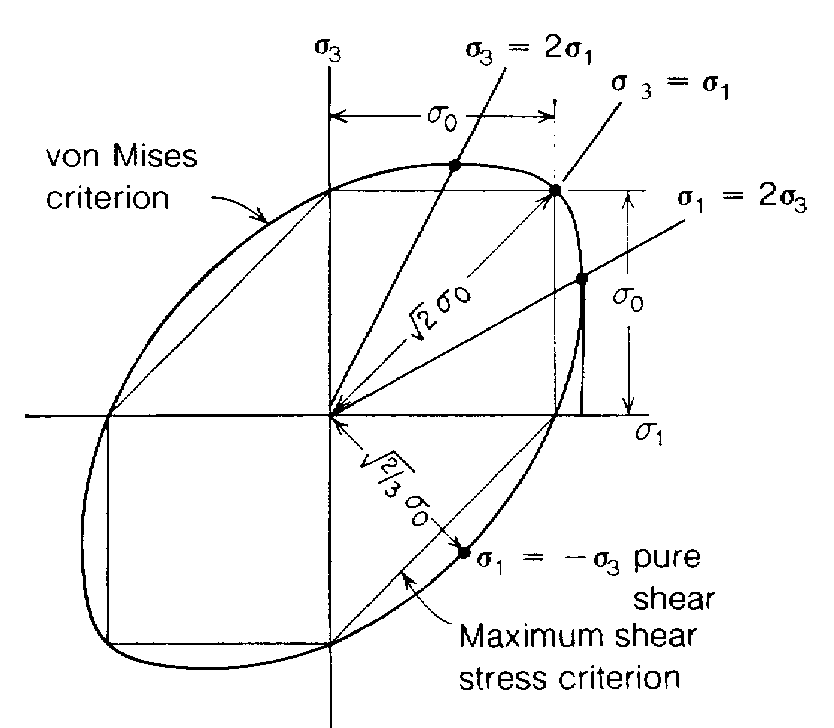 σ₃
σ₃ = 2σ₁
σ ₃ = σ₁
σ₀
von Mises
criterion
σ₁ = 2σ₃
√2 σ₀
σ₀
σ₁
√2/3 σ₀
σ₁ = −σ₃ pure
shear
Maximum shear
stress criterion